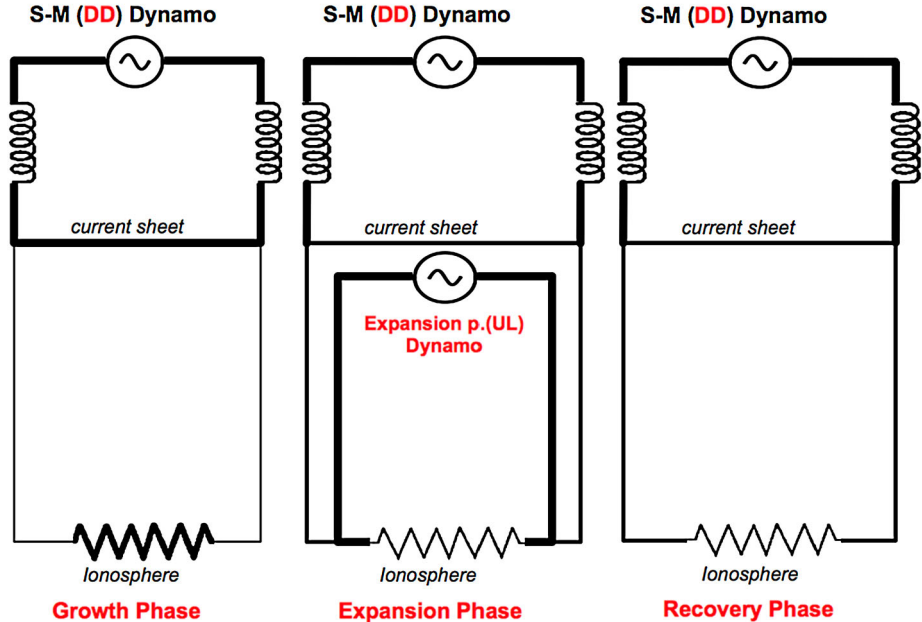 S-M (DD) Dynamo
S-M (DD) Dynamo
S-M (DD) Dynamo
current sheet
current sheet
current sheet
Expansion p.(UL)
Dynamo
Ionosphere
Ionosphere
Ionosphere
Growth Phase
Expansion Phase
Recovery Phase